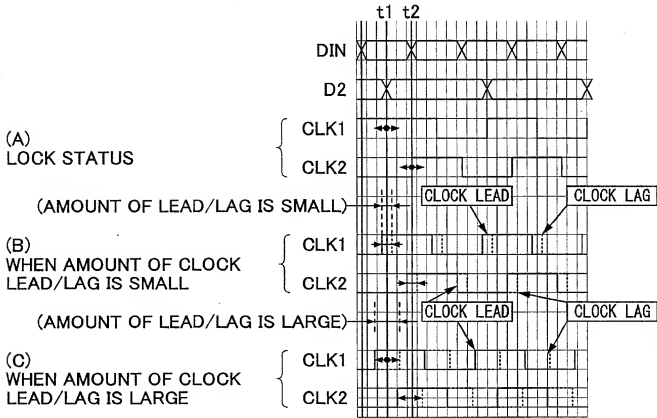 t1 t2
DIN
D2
(A)
LOCK STATUS
CLK1
CLK2
(AMOUNT OF LEAD/LAG IS SMALL)
CLOCK LEAD
CLOCK LAG
(B)
WHEN AMOUNT OF CLOCK
LEAD/LAG IS SMALL
CLK1
CLK2
(AMOUNT OF LEAD/LAG IS LARGE)
CLOCK LEAD
CLOCK LAG
(C)
WHEN AMOUNT OF CLOCK
LEAD/LAG IS LARGE
CLK1
CLK2